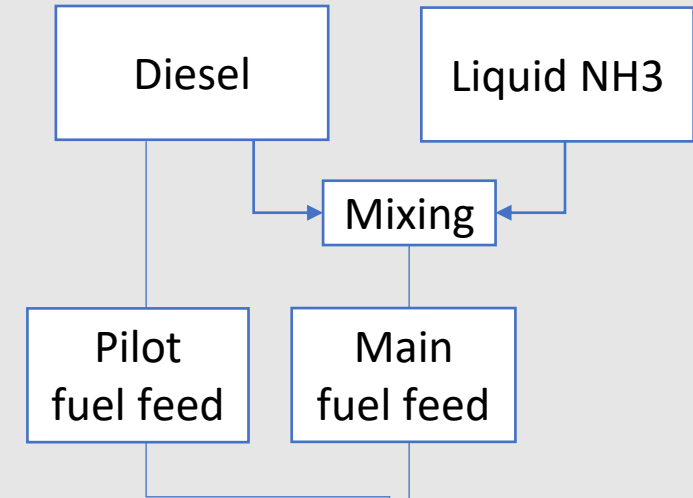 Diesel
Liquid NH3
Mixing
Pilot
fuel feed
Main
fuel feed